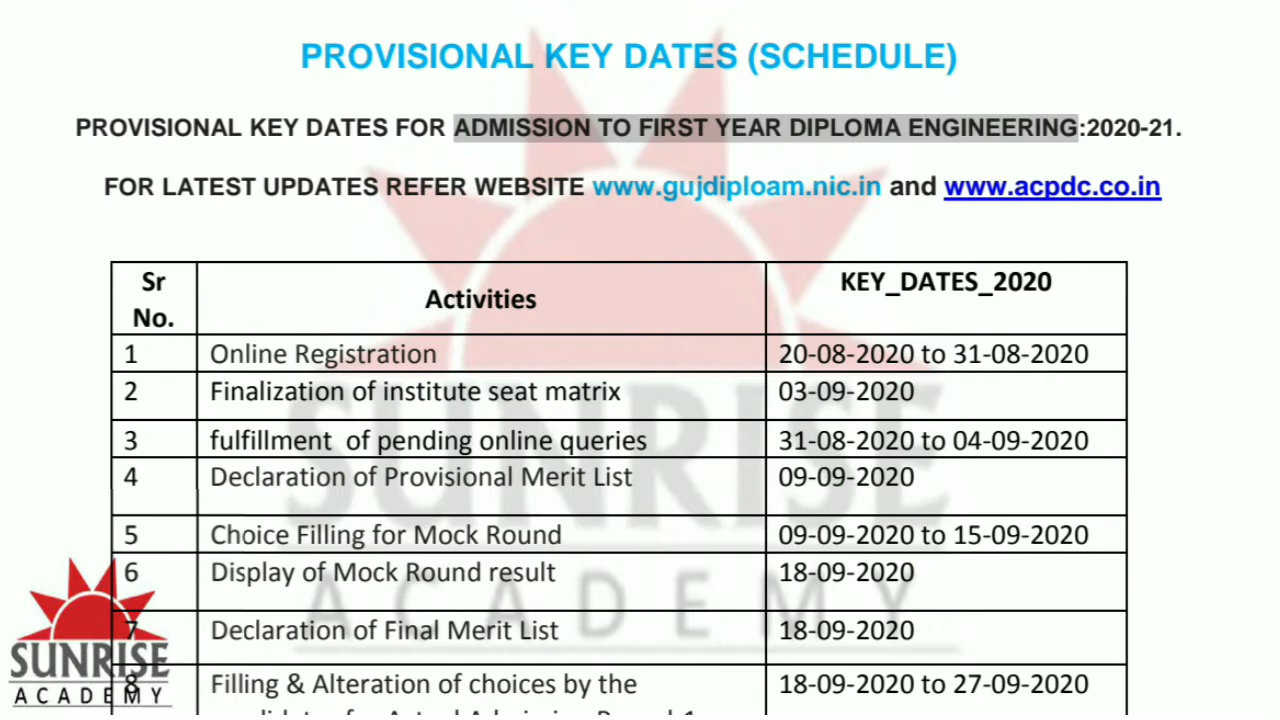 PROVISIONAL KEY DATES (SCHEDULE)
PROVISIONAL KEY DATES FOR ADMISSION TO FIRST YEAR DIPLOMA ENGINEERING:2020-21.
FOR LATEST UPDATES REFER WEBSITE www.gujdiploam.nic.in and www.acpdc.co.in
Sr No. Activities KEY_DATES_2020
1 Online Registration 20-08-2020 to 31-08-2020
2 Finalization of institute seat matrix 03-09-2020
3 fulfillment of pending online queries 31-08-2020 to 04-09-2020
4 Declaration of Provisional Merit List 09-09-2020
5 Choice Filling for Mock Round 09-09-2020 to 15-09-2020
6 Display of Mock Round result 18-09-2020
7 Declaration of Final Merit List 18-09-2020
8 Filling & Alteration of choices by the 18-09-2020 to 27-09-2020
SUNRISE
ACADEMY
SUNRISE
ACADEMY